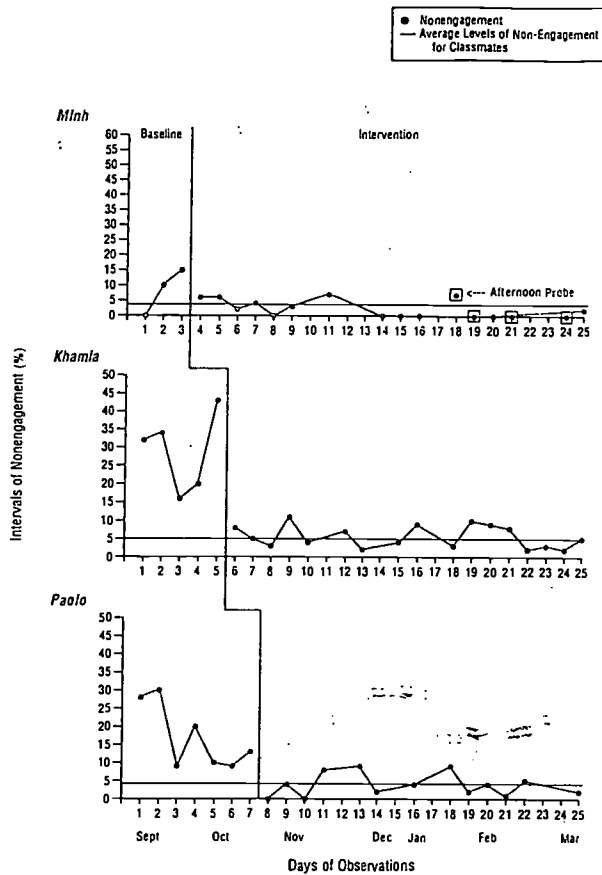 ● Nonengagement
— Average Levels of Non-Engagement
for Classmates
Minh
Baseline
Intervention
60
55
50
45
40
35
30
25
20
15
10
5
0
<--- Afternoon Probe
1 2 3 4 5 6 7 8 9 10 11 12 13 14 15 16 17 18 19 20 21 22 23 24 25
Intervals of Nonengagement (%)
Khamla
50
45
40
35
30
25
20
15
10
5
0
1 2 3 4 5 6 7 8 9 10 11 12 13 14 15 16 17 18 19 20 21 22 23 24 25
Paolo
50
45
40
35
30
25
20
15
10
5
0
1 2 3 4 5 6 7 8 9 10 11 12 13 14 15 16 17 18 19 20 21 22 23 24 25
Sept Oct Nov Dec Jan Feb Mar
Days of Observations